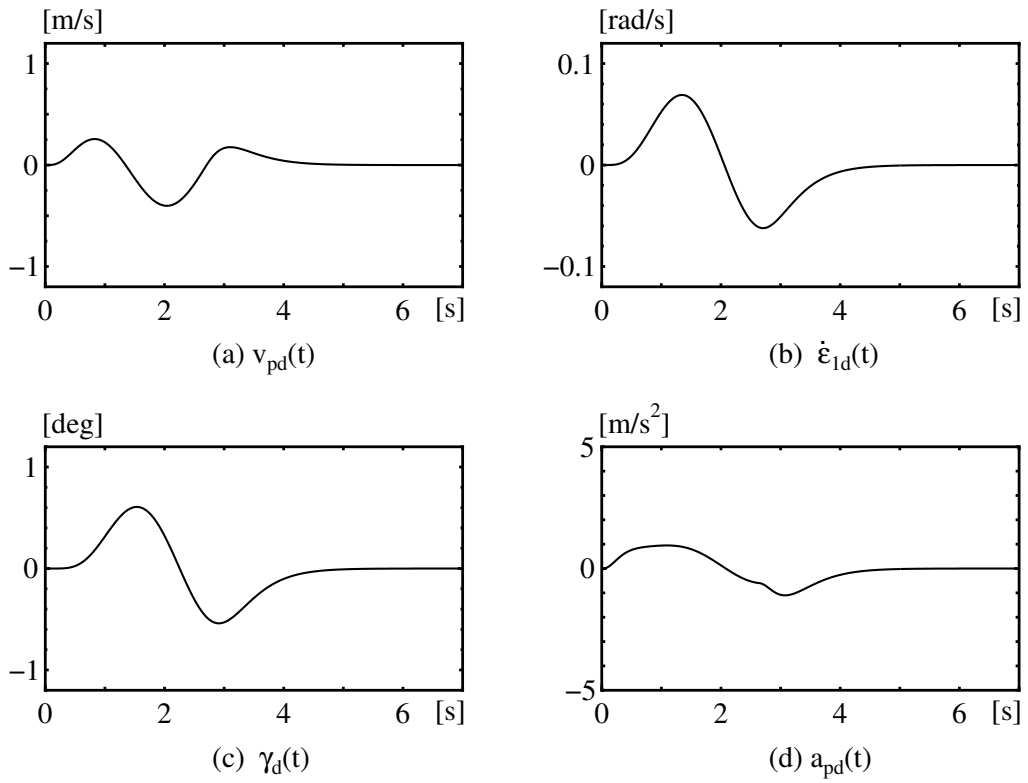 [m/s]
1
0
−1
0 2 4 6 [s]
(a) v_pd(t)
[rad/s]
0.1
0
−0.1
0 2 4 6 [s]
(b) ε̇_1d(t)
[deg]
1
0
−1
0 2 4 6 [s]
(c) γ_d(t)
[m/s²]
5
0
−5
0 2 4 6 [s]
(d) a_pd(t)